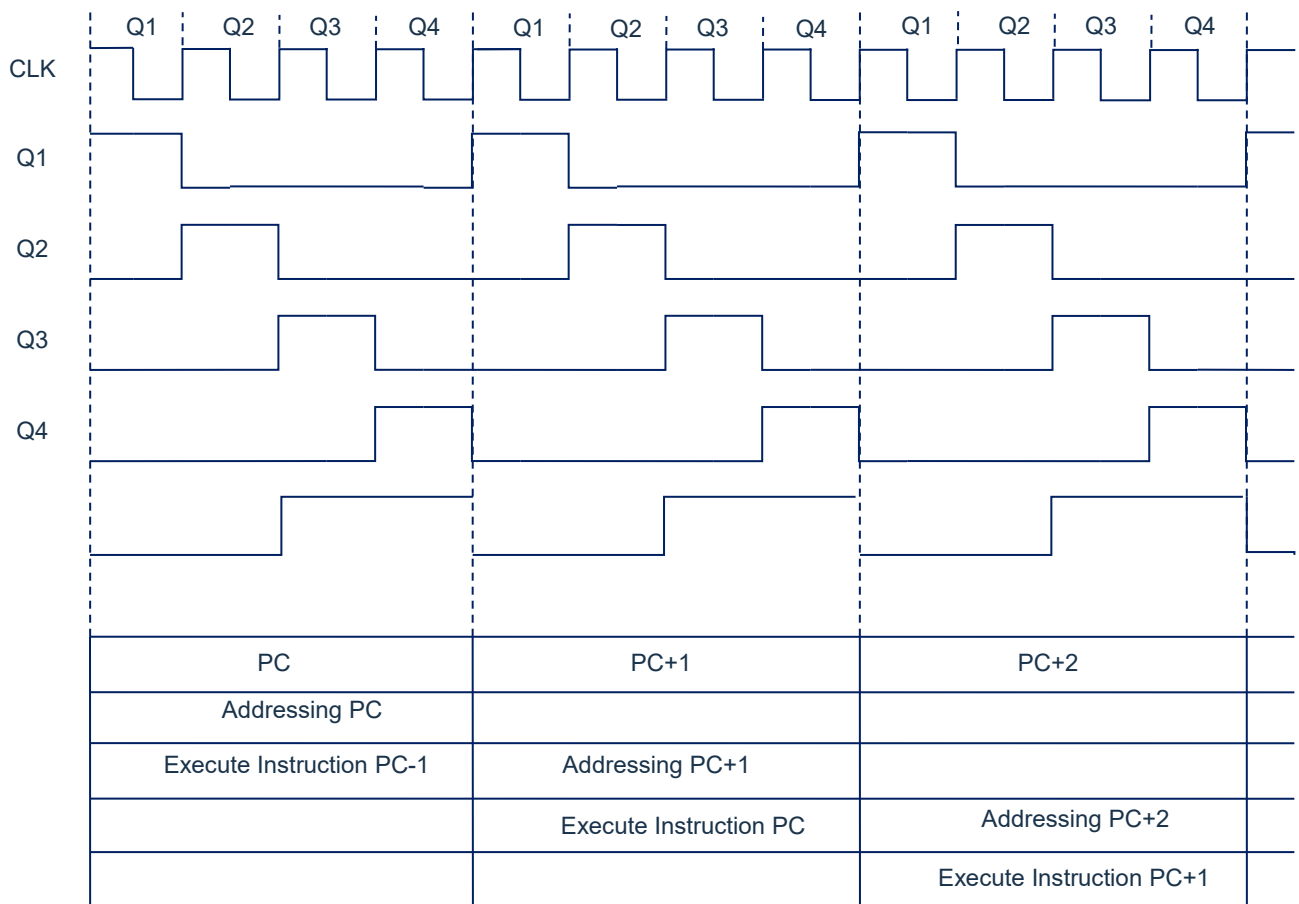 Q1 Q2 Q3 Q4 Q1 Q2 Q3 Q4 Q1 Q2 Q3 Q4
CLK
Q1
Q2
Q3
Q4
PC PC+1 PC+2
Addressing PC
Execute Instruction PC-1 Addressing PC+1
Execute Instruction PC Addressing PC+2
Execute Instruction PC+1